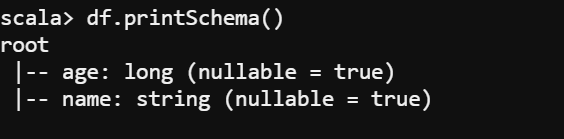 scala> df.printSchema()
root
 |-- age: long (nullable = true)
 |-- name: string (nullable = true)